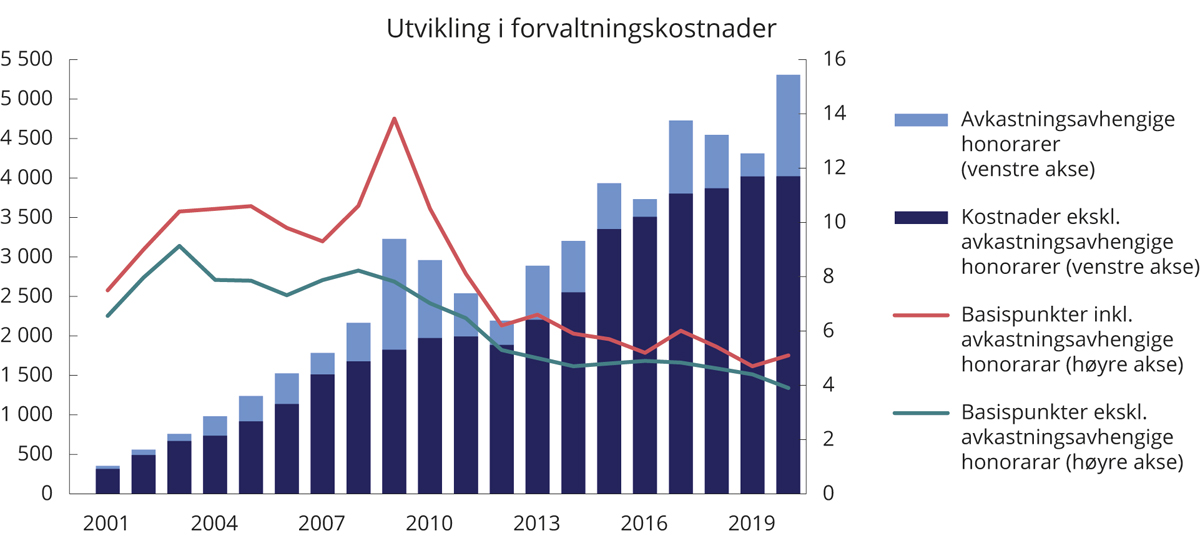 Utvikling i forvaltningskostnader
5 500
5 000
4 500
4 000
3 500
3 000
2 500
2 000
1 500
1 000
500
0
16
14
12
10
8
6
4
2
0
2001
2004
2007
2010
2013
2016
2019
Avkastningsavhengige
honorarer
(venstre akse)
Kostnader ekskl.
avkastningsavhengige
honorarer (venstre akse)
Basispunkter inkl.
avkastningsavhengige
honorarar (høyre akse)
Basispunkter ekskl.
avkastningsavhengige
honorarar (høyre akse)